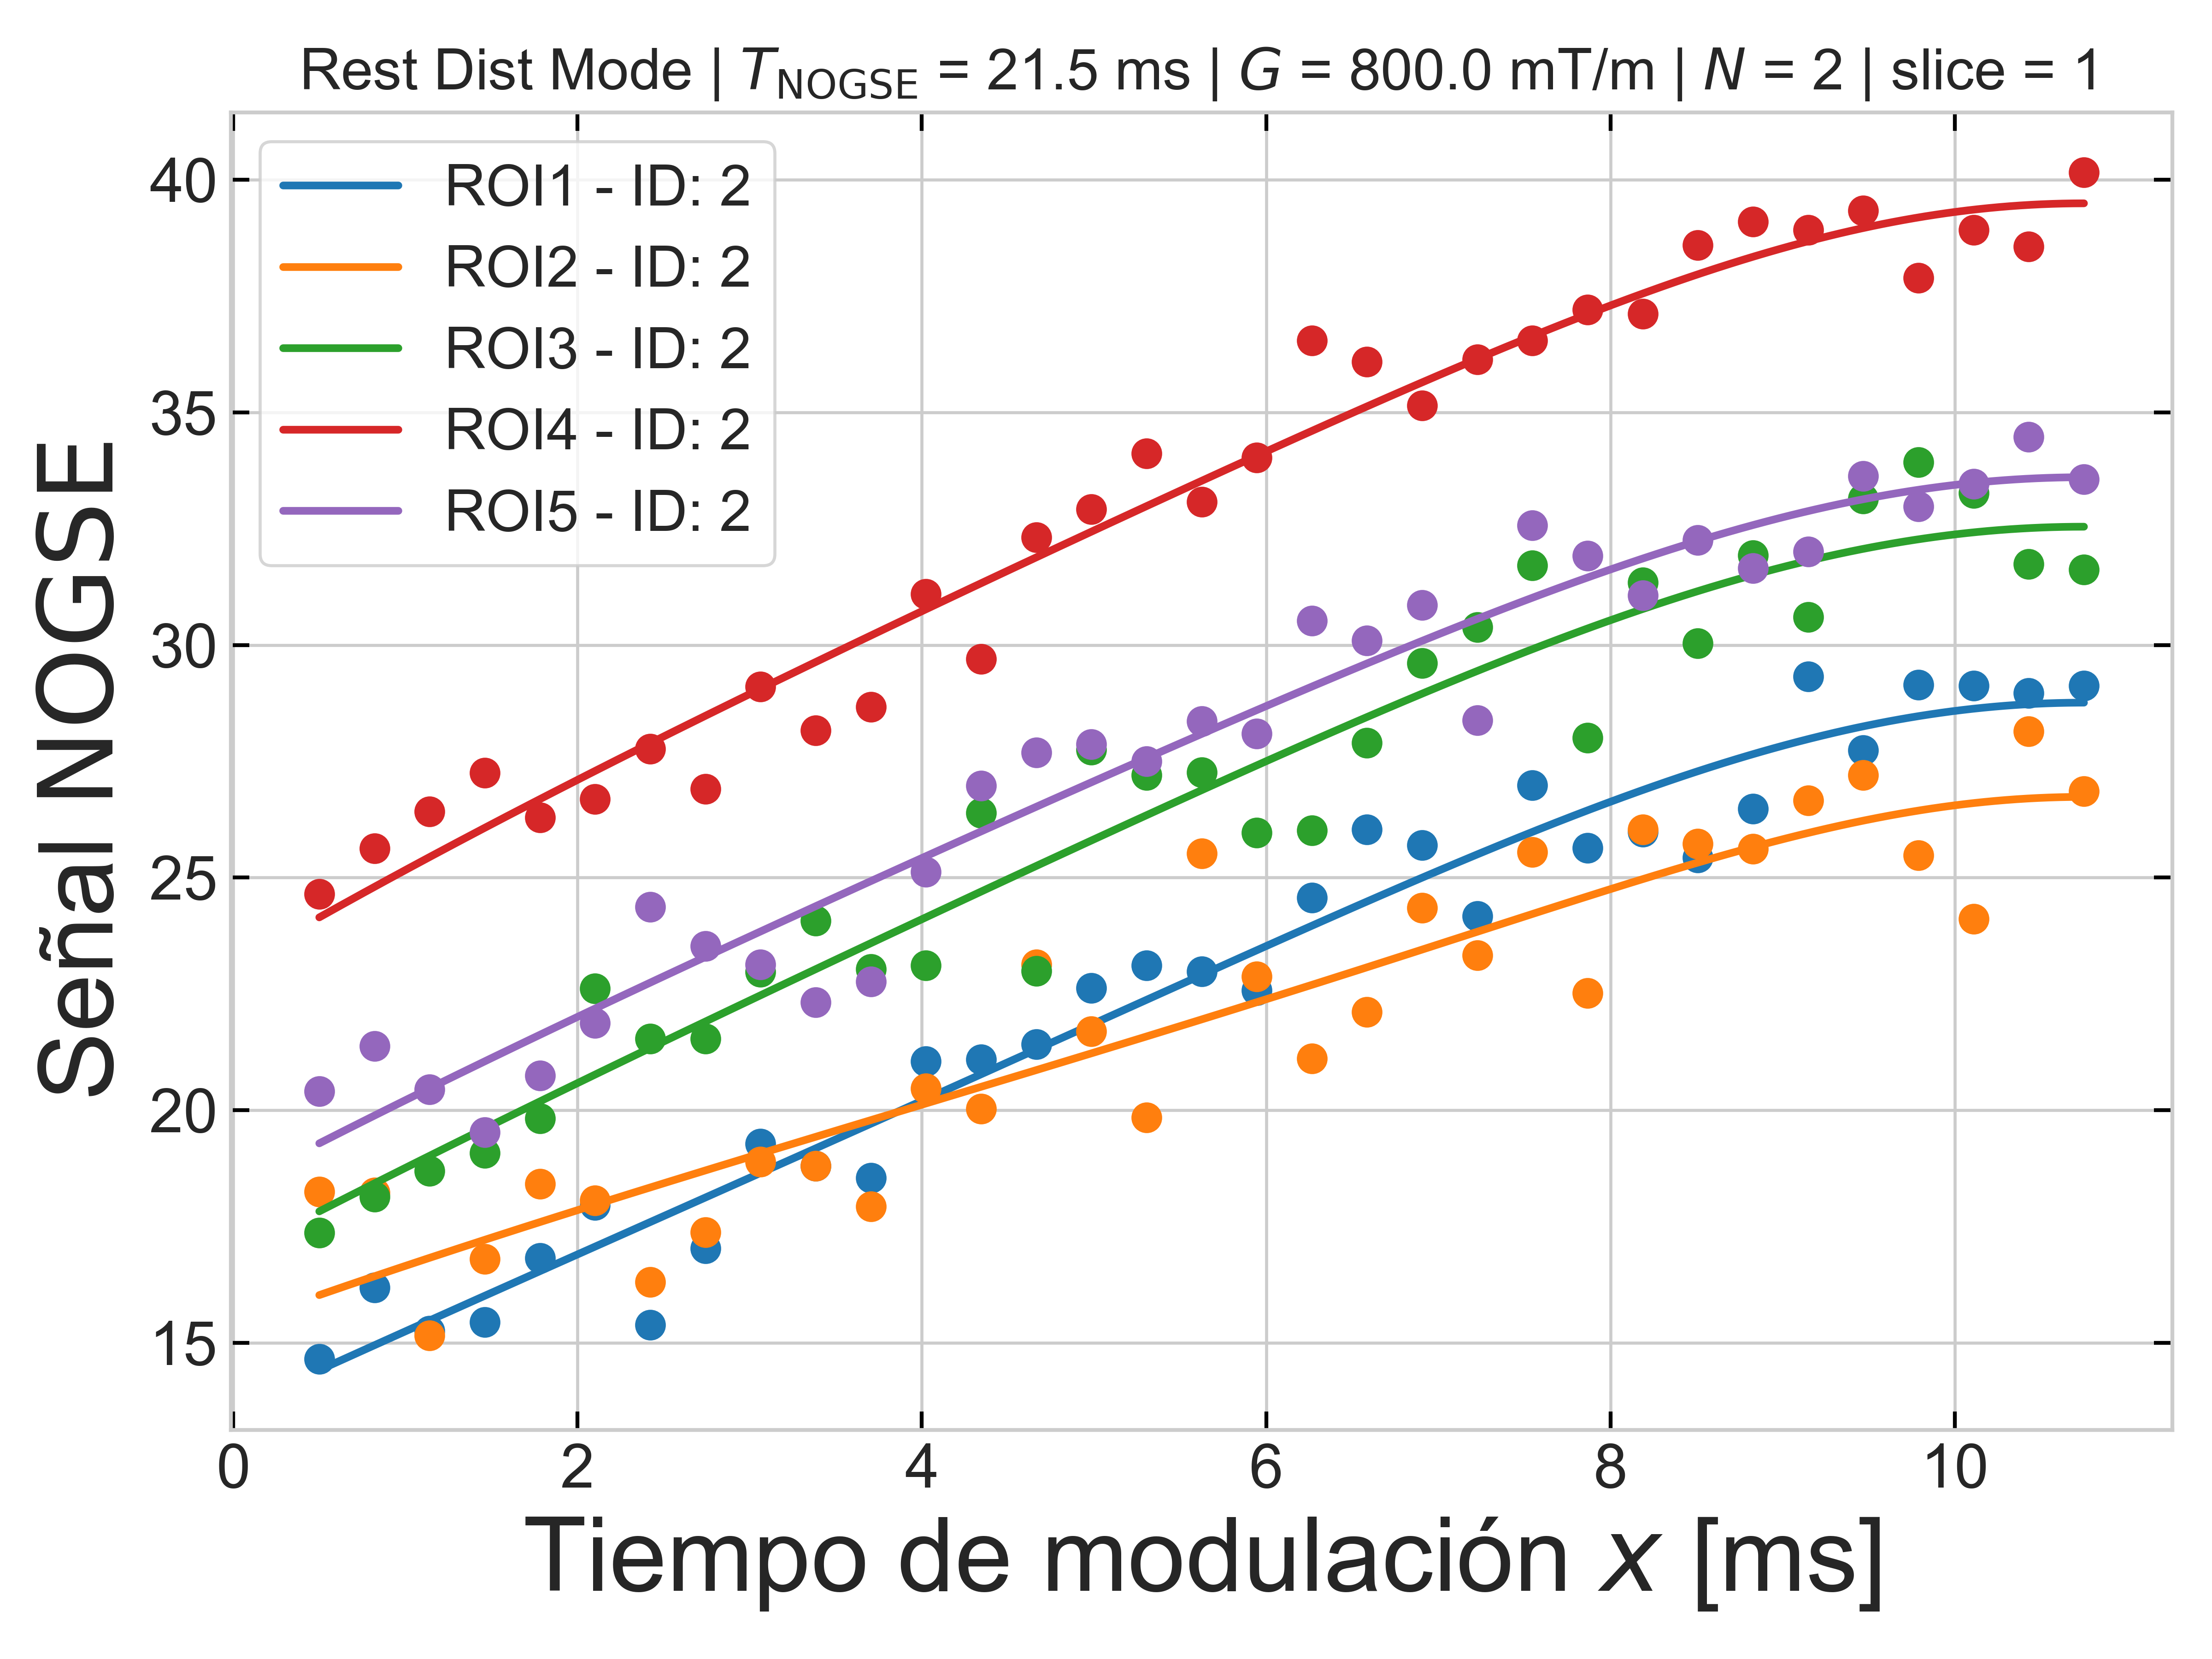 Rest Dist Mode | T_NOGSE = 21.5 ms | G = 800.0 mT/m | N = 2 | slice = 1
ROI1 - ID: 2
ROI2 - ID: 2
ROI3 - ID: 2
ROI4 - ID: 2
ROI5 - ID: 2
Señal NOGSE
40
35
30
25
20
15
0 2 4 6 8 10
Tiempo de modulación x [ms]